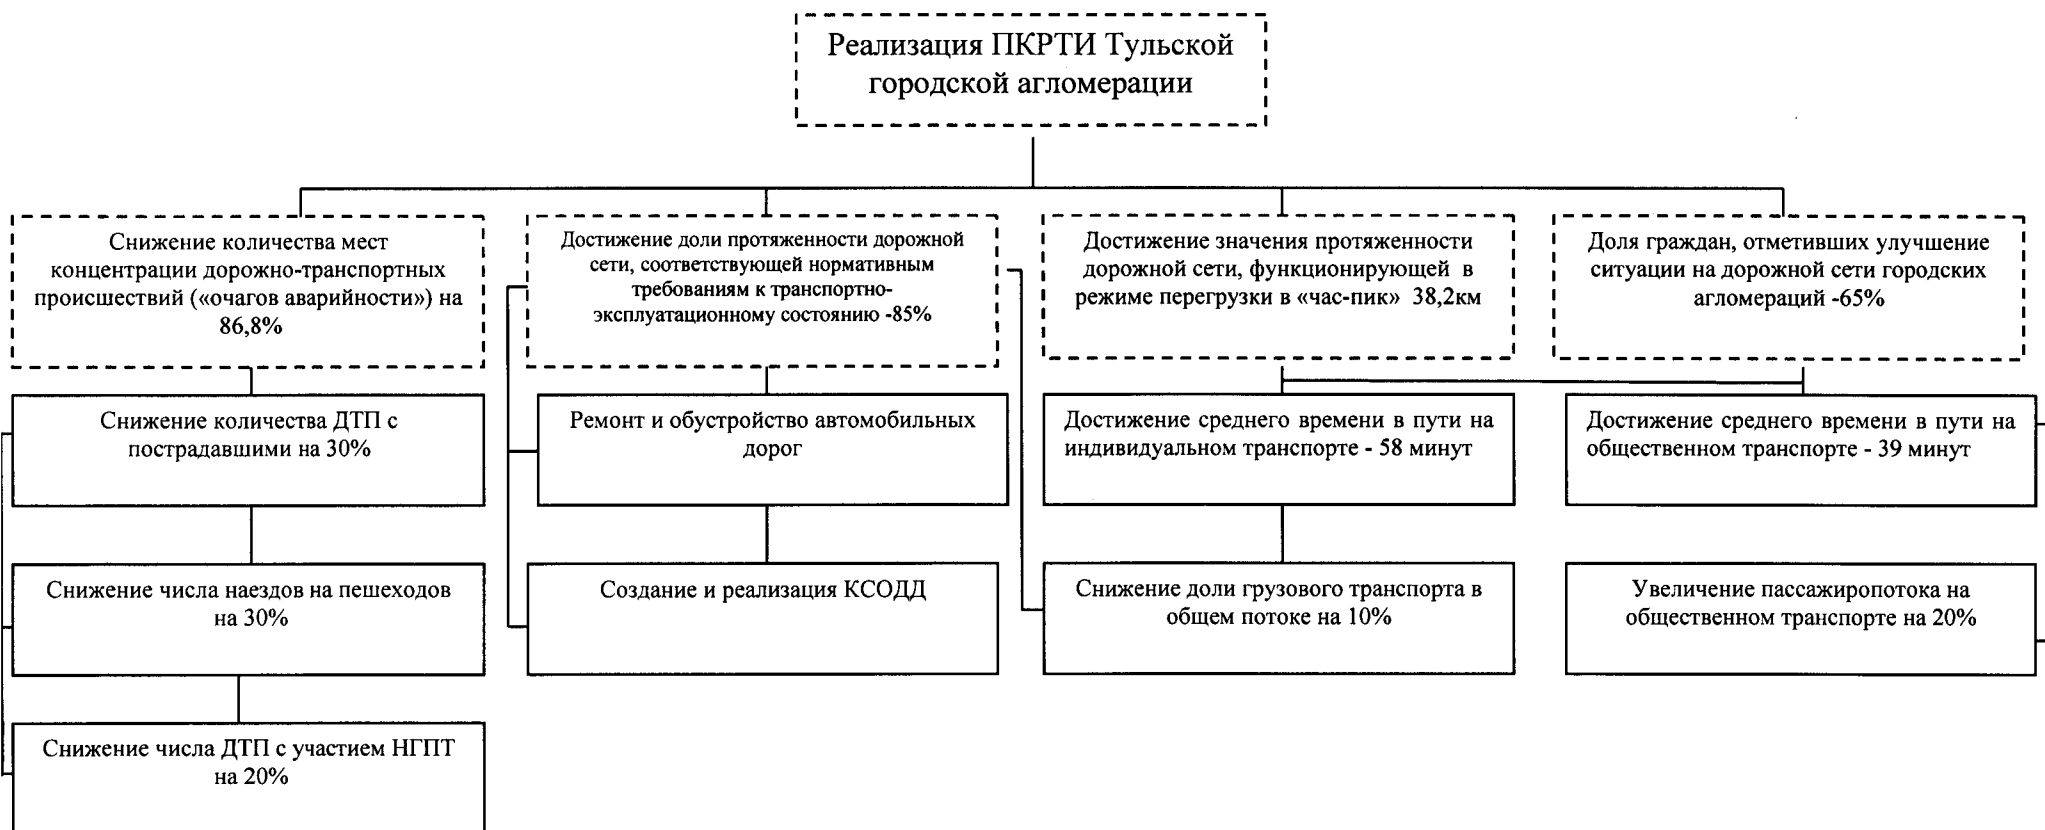 Реализация ПКРТИ Тульской
городской агломерации
Снижение количества мест
концентрации дорожно-транспортных
происшествий («очагов аварийности») на
86,8%
Достижение доли протяженности дорожной
сети, соответствующей нормативным
требованиям к транспортно-
эксплуатационному состоянию -85%
Достижение значения протяженности
дорожной сети, функционирующей в
режиме перегрузки в «час-пик» 38,2км
Доля граждан, отметивших улучшение
ситуации на дорожной сети городских
агломераций -65%
Снижение количества ДТП с
пострадавшими на 30%
Ремонт и обустройство автомобильных
дорог
Достижение среднего времени в пути на
индивидуальном транспорте - 58 минут
Достижение среднего времени в пути на
общественном транспорте - 39 минут
Снижение числа наездов на пешеходов
на 30%
Создание и реализация КСОДД
Снижение доли грузового транспорта в
общем потоке на 10%
Увеличение пассажиропотока на
общественном транспорте на 20%
Снижение числа ДТП с участием НГПТ
на 20%